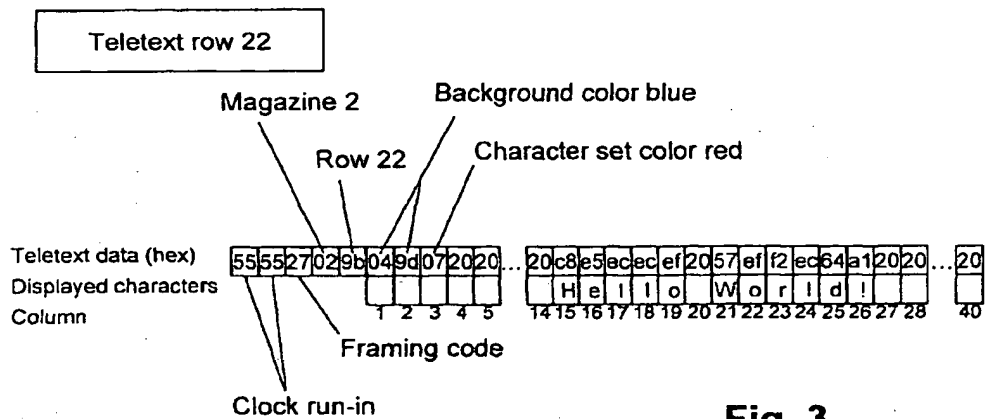 Teletext row 22
Magazine 2
Background color blue
Row 22
Character set color red
Teletext data (hex) 55 55 27 02 9b 04 9d 07 20 20 ... 20 c8 e5 ec ec ef 20 57 ef f2 ec 64 a1 20 20 ... 20
Displayed characters H e l l o W o r l d !
Column 1 2 3 4 5 14 15 16 17 18 19 20 21 22 23 24 25 26 27 28 40
Framing code
Clock run-in
Fig. 3